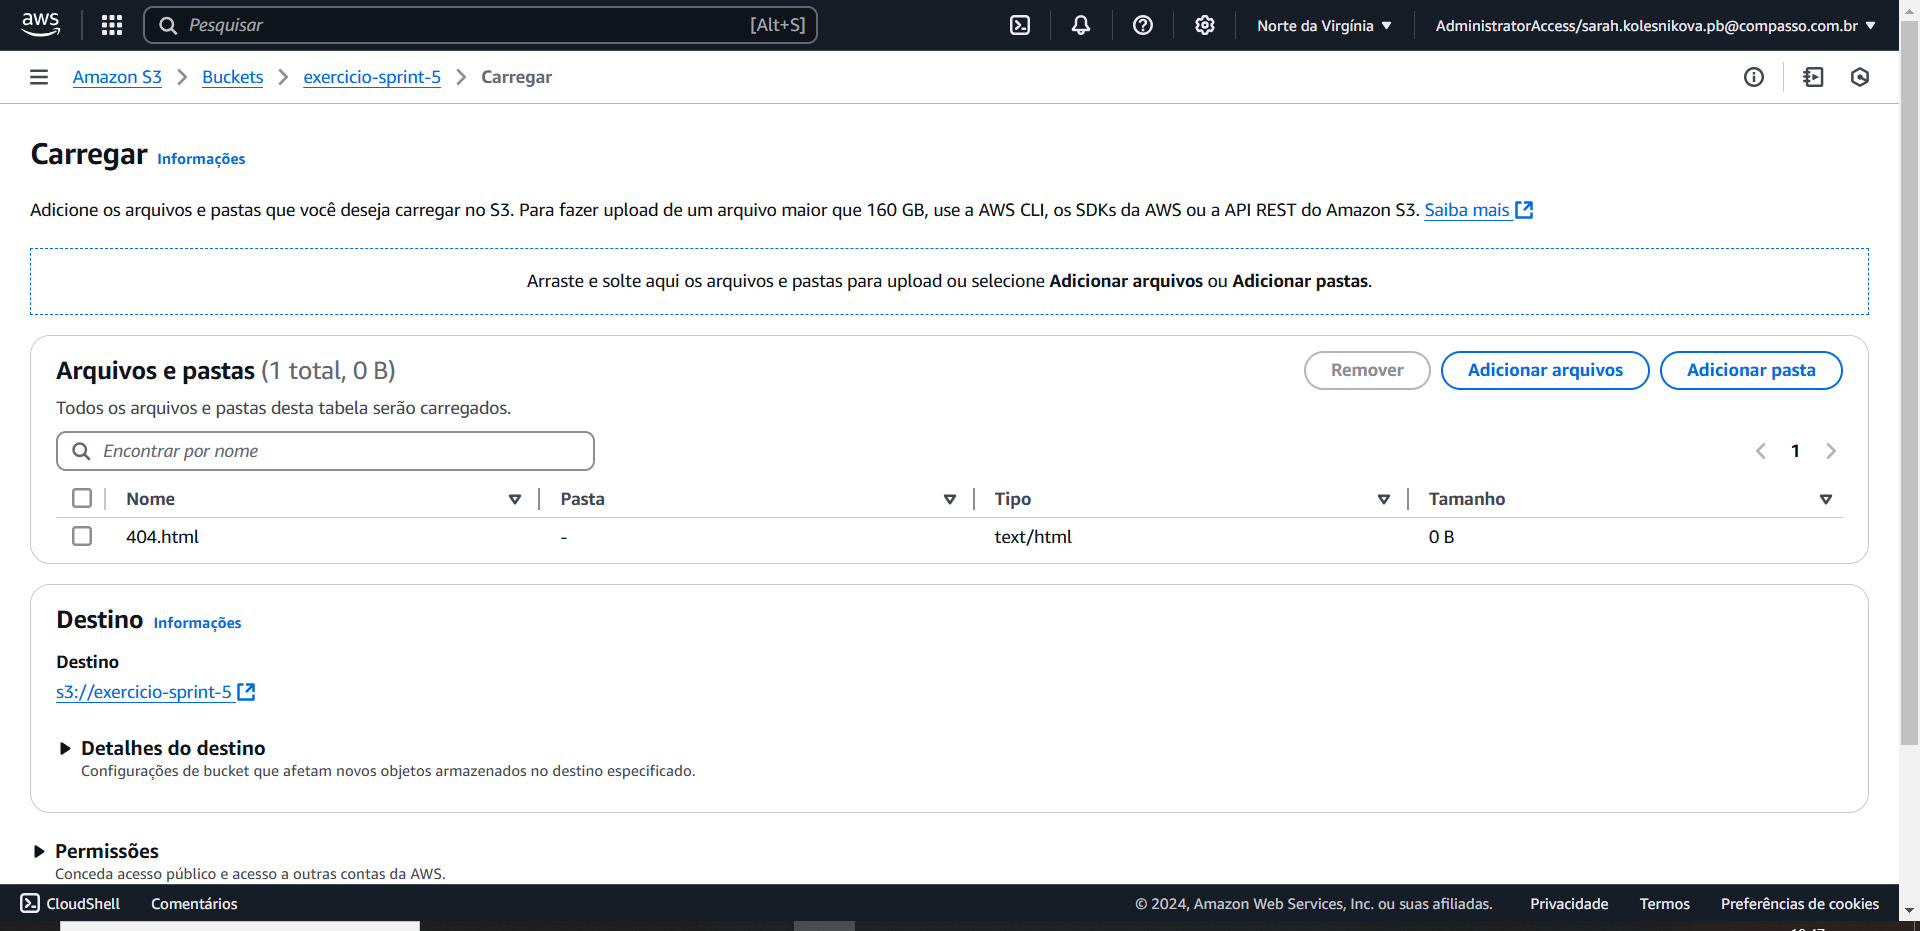 aws Pesquisar [Alt+S] Norte da Virgínia AdministratorAccess/sarah.kolesnikova.pb@compasso.com.br
Amazon S3 Buckets exercicio-sprint-5 Carregar
Carregar Informações
Adicione os arquivos e pastas que você deseja carregar no S3. Para fazer upload de um arquivo maior que 160 GB, use a AWS CLI, os SDKs da AWS ou a API REST do Amazon S3. Saiba mais
Arraste e solte aqui os arquivos e pastas para upload ou selecione Adicionar arquivos ou Adicionar pastas.
Arquivos e pastas (1 total, 0 B) Remover Adicionar arquivos Adicionar pasta
Todos os arquivos e pastas desta tabela serão carregados.
Encontrar por nome 1
Nome Pasta Tipo Tamanho
404.html - text/html 0 B
Destino Informações
Destino
s3://exercicio-sprint-5
Detalhes do destino
Configurações de bucket que afetam novos objetos armazenados no destino especificado.
Permissões
Conceda acesso público e acesso a outras contas da AWS.
CloudShell Comentários © 2024, Amazon Web Services, Inc. ou suas afiliadas. Privacidade Termos Preferências de cookies